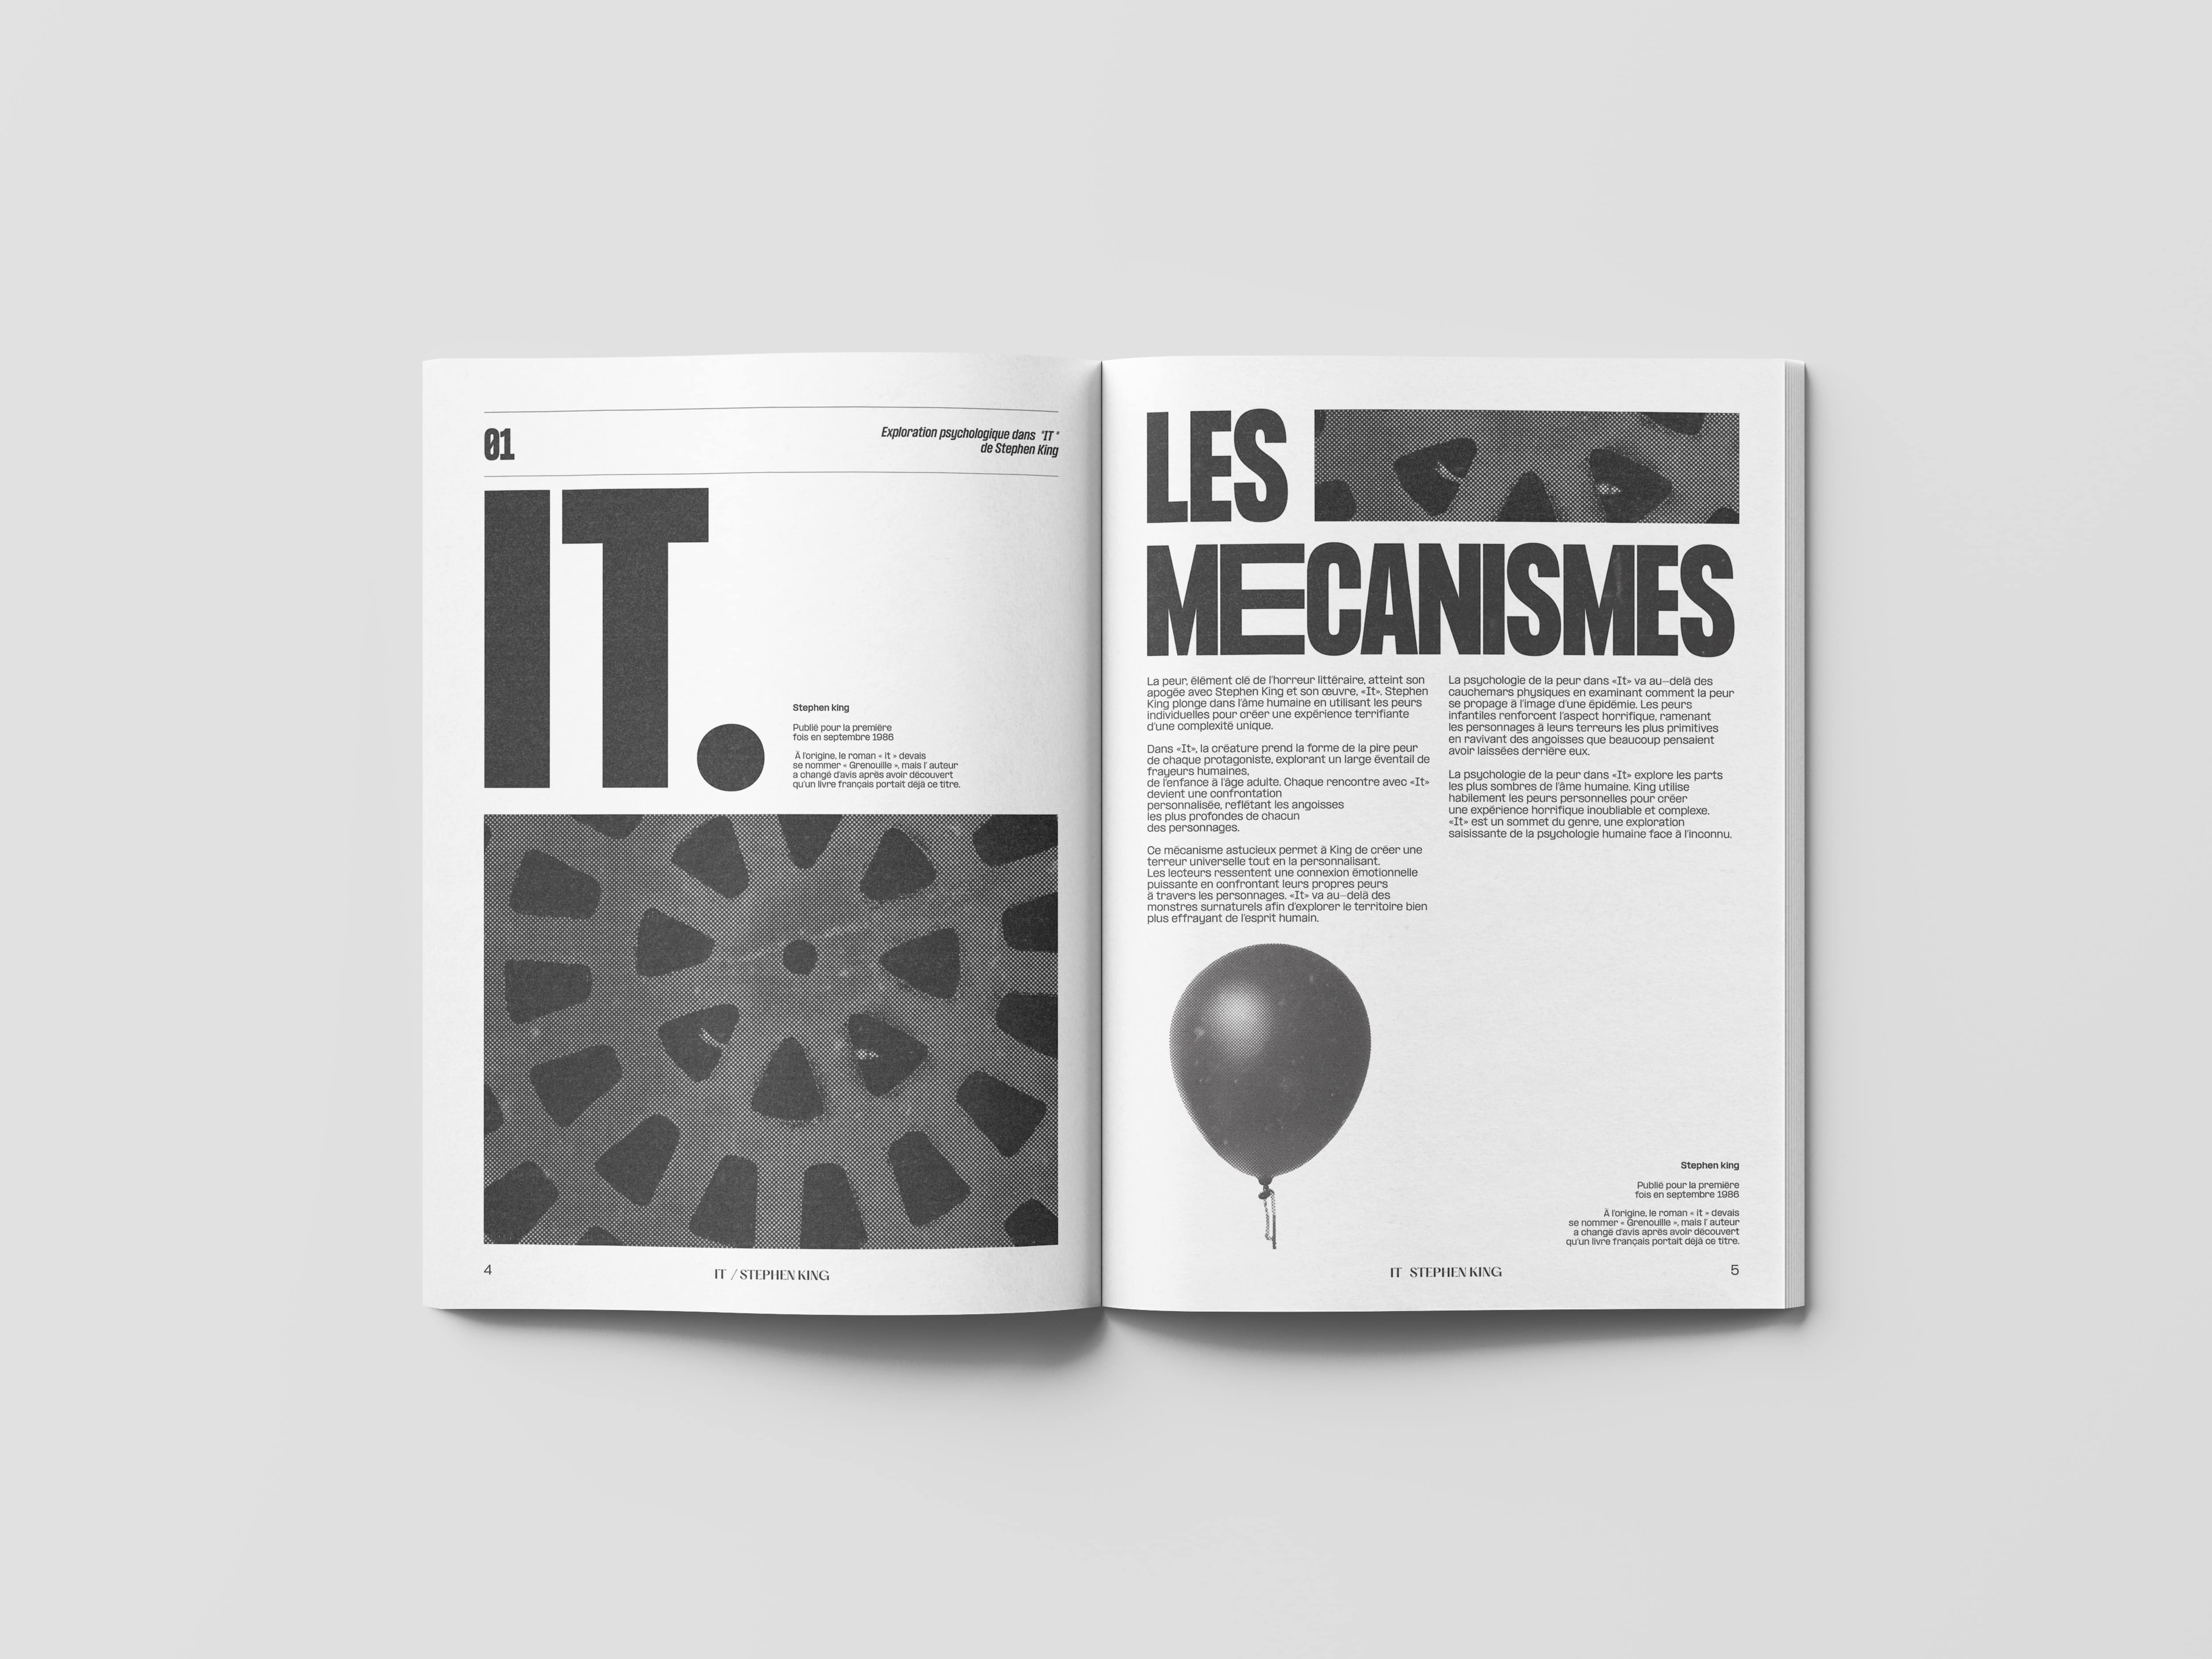 01
Exploration psychologique dans "IT"
de Stephen King
IT.
Stephen king
Publié pour la première
fois en septembre 1986
À l'origine, le roman « it » devais
se nommer « Grenouille », mais l' auteur
a changé d'avis après avoir découvert
qu'un livre français portait déjà ce titre.
4
IT / STEPHEN KING
LES
MECANISMES
La peur, élément clé de l'horreur littéraire, atteint son
apogée avec Stephen King et son œuvre, «It». Stephen
King plonge dans l'âme humaine en utilisant les peurs
individuelles pour créer une expérience terrifiante
d'une complexité unique.
Dans «It», la créature prend la forme de la pire peur
de chaque protagoniste, explorant un large éventail de
frayeurs humaines,
de l'enfance à l'âge adulte. Chaque rencontre avec «It»
devient une confrontation
personnalisée, reflétant les angoisses
les plus profondes de chacun
des personnages.
Ce mécanisme astucieux permet à King de créer une
terreur universelle tout en la personnalisant.
Les lecteurs ressentent une connexion émotionnelle
puissante en confrontant leurs propres peurs
à travers les personnages. «It» va au-delà des
monstres surnaturels afin d'explorer le territoire bien
plus effrayant de l'esprit humain.
La psychologie de la peur dans «It» va au-delà des
cauchemars physiques en examinant comment la peur
se propage à l'image d'une épidémie. Les peurs
infantiles renforcent l'aspect horrifique, ramenant
les personnages à leurs terreurs les plus primitives
en ravivant des angoisses que beaucoup pensaient
avoir laissées derrière eux.
La psychologie de la peur dans «It» explore les parts
les plus sombres de l'âme humaine. King utilise
habilement les peurs personnelles pour créer
une expérience horrifique inoubliable et complexe.
«It» est un sommet du genre, une exploration
saisissante de la psychologie humaine face à l'inconnu.
Stephen king
Publié pour la première
fois en septembre 1986
À l'origine, le roman « it » devais
se nommer « Grenouille », mais l' auteur
a changé d'avis après avoir découvert
qu'un livre français portait déjà ce titre.
IT STEPHEN KING
5